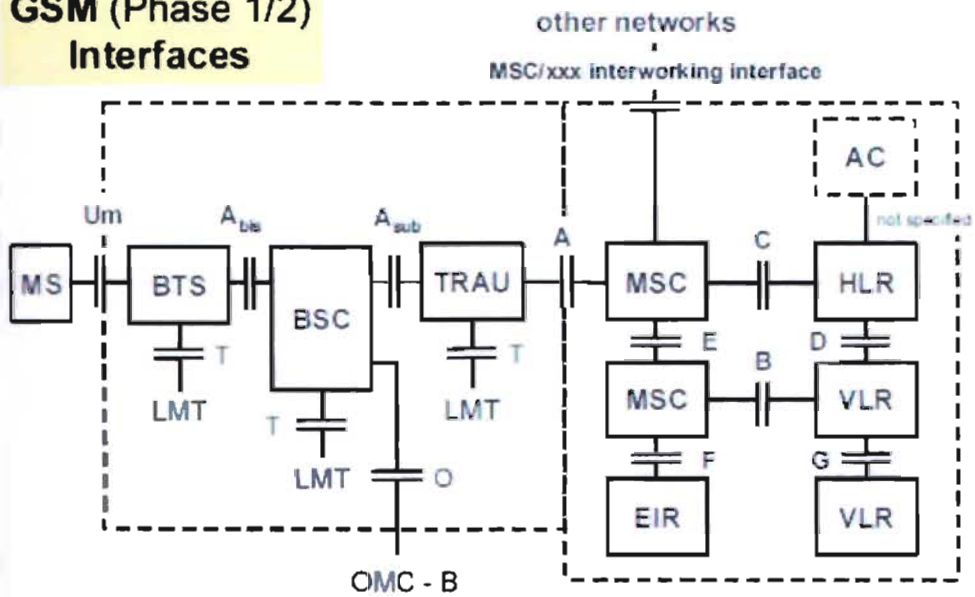 GSM (Phase 1/2)
Interfaces
other networks
MSC/xxx interworking interface
AC
not specified
Um
Abis
Asub
A
C
MS
BTS
BSC
TRAU
MSC
HLR
T
LMT
T
LMT
T
LMT
O
OMC - B
E
D
B
MSC
VLR
F
G
EIR
VLR